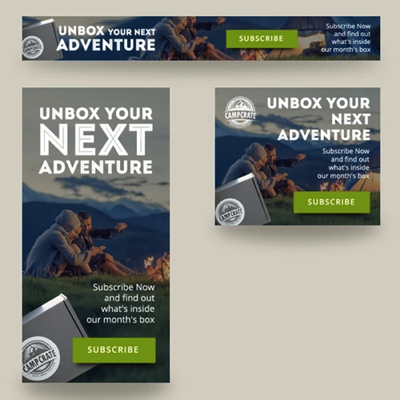 UNBOX YOUR NEXT
ADVENTURE
SUBSCRIBE
Subscribe Now
and find out
what's inside
our month's box
UNBOX YOUR
NEXT
ADVENTURE
Subscribe Now
and find out
what's inside
our month's box
SUBSCRIBE
CAMPCRATE
CAMPCRATE
UNBOX YOUR
NEXT
ADVENTURE
Subscribe Now
and find out
what's inside
our month's box
SUBSCRIBE
CAMPCRATE